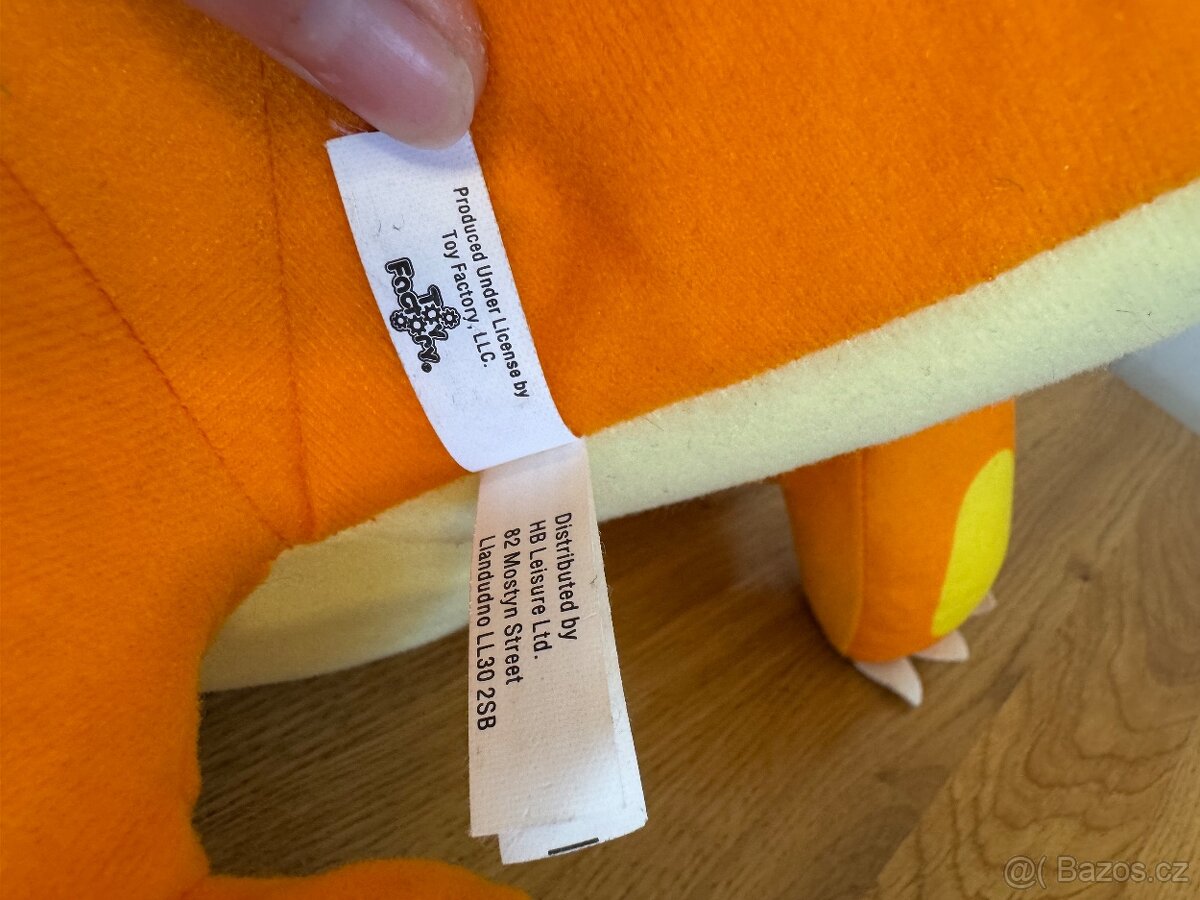 Produced Under License by
Toy Factory, LLC.
TOY
FACTORY®
Distributed by
HB Leisure Ltd.
82 Mostyn Street
Llandudno LL30 2SB
@( Bazos.cz